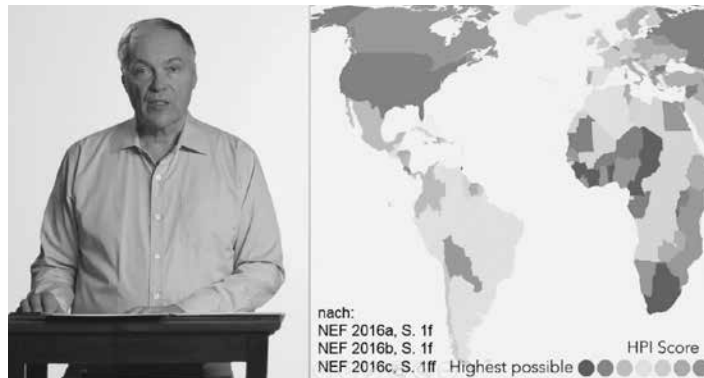 nach:
NEF 2016a, S. 1f
NEF 2016b, S. 1f
NEF 2016c, S. 1ff
HPI Score
Highest possible